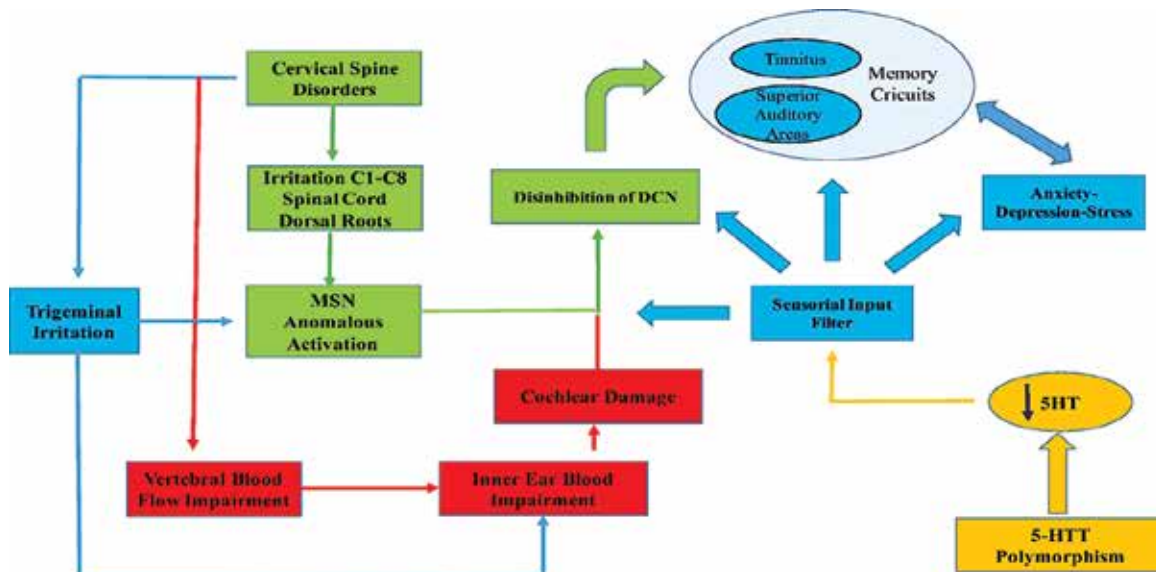 Cervical Spine
Disorders
Tinnitus
Memory
Cricuits
Superior
Auditory
Areas
Irritation C1-C8
Spinal Cord
Dorsal Roots
Disinhibition of DCN
Anxiety-
Depression-Stress
Trigeminal
Irritation
MSN
Anomalous
Activation
Sensorial Input
Filter
Cochlear Damage
5HT
Vertebral Blood
Flow Impairment
Inner Ear Blood
Impairment
5-HTT
Polymorphism